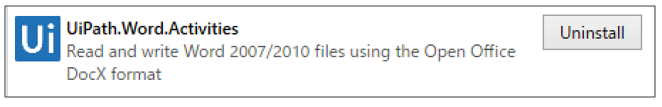 Ui
UiPath.Word.Activities
Uninstall
Read and write Word 2007/2010 files using the Open Office
DocX format